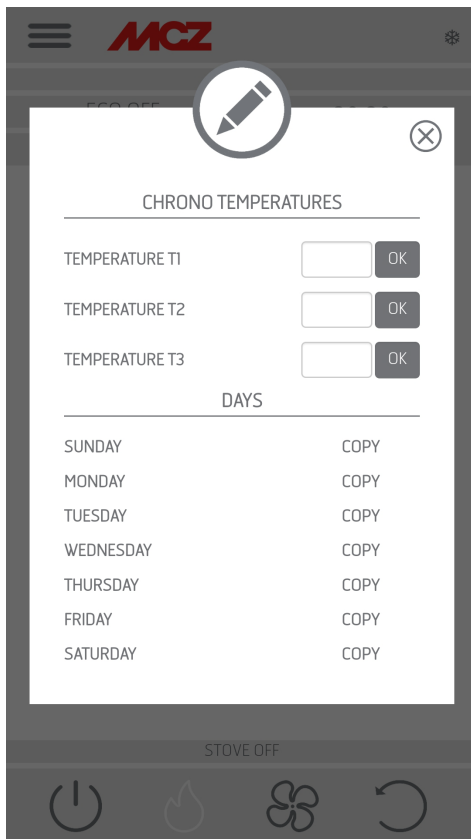 MCZ
CHRONO TEMPERATURES
TEMPERATURE T1 OK
TEMPERATURE T2 OK
TEMPERATURE T3 OK
DAYS
SUNDAY COPY
MONDAY COPY
TUESDAY COPY
WEDNESDAY COPY
THURSDAY COPY
FRIDAY COPY
SATURDAY COPY
STOVE OFF